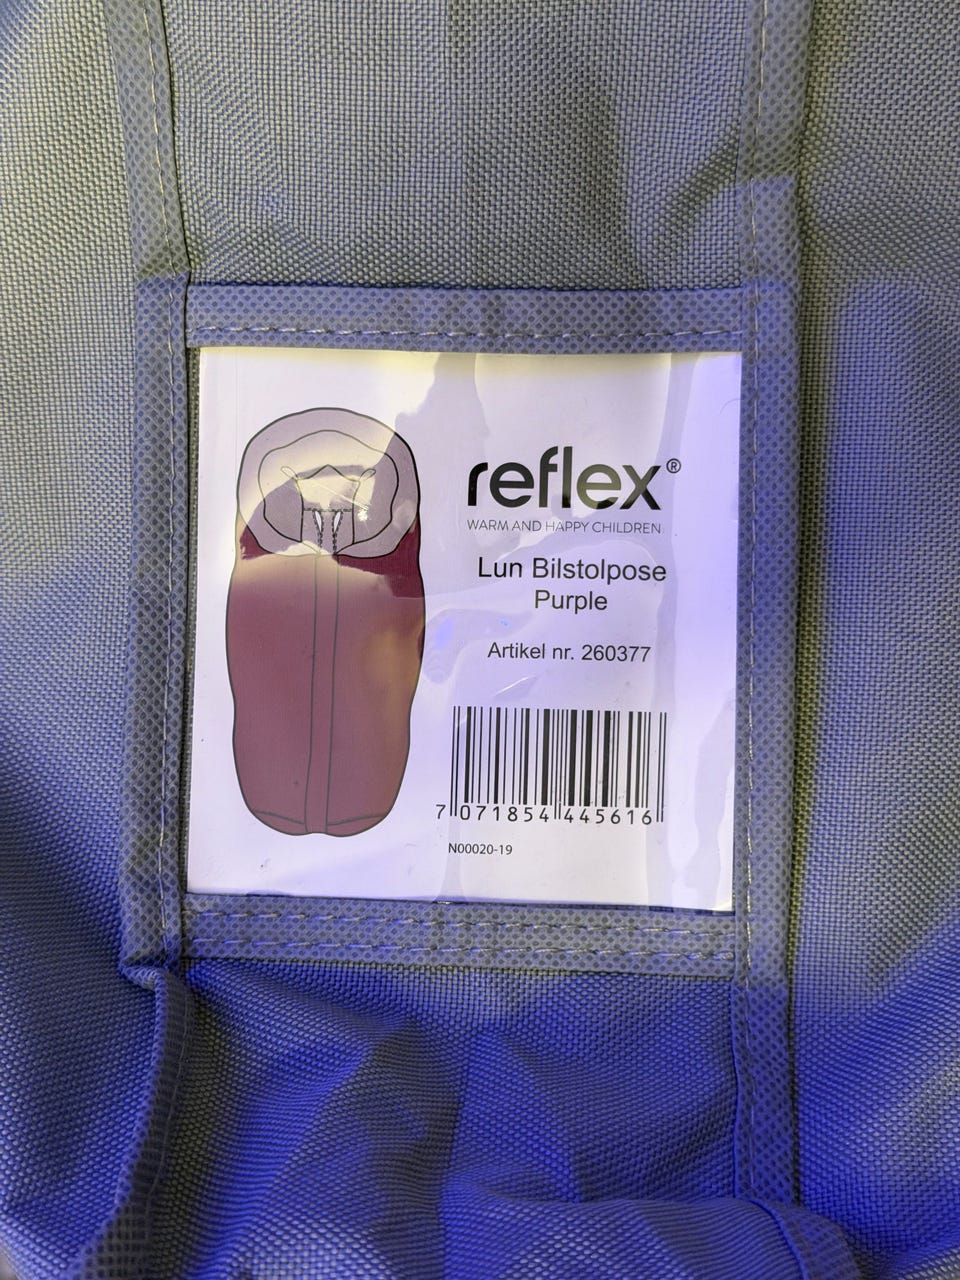 reflex®
WARM AND HAPPY CHILDREN
Lun Bilstolpose
Purple
Artikel nr. 260377
7 071854 445616
N00020-19